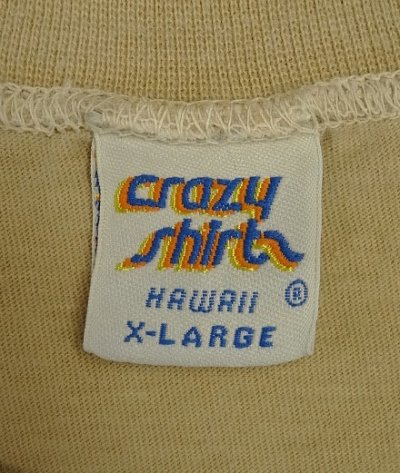 crazy
shirts
HAWAII ®
X-LARGE